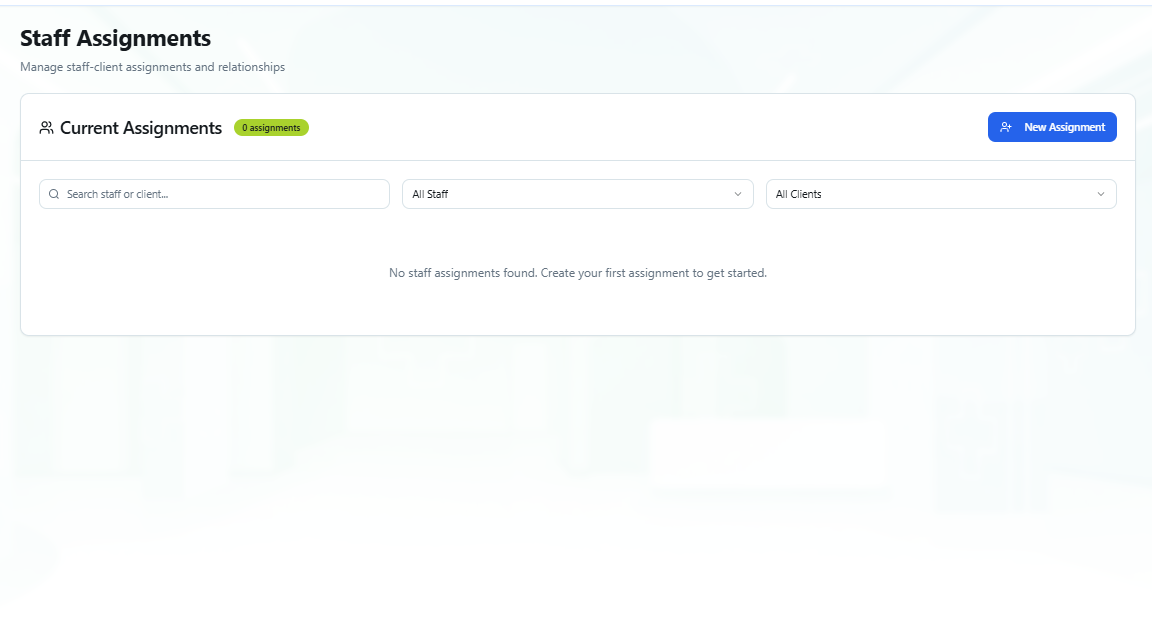 Staff Assignments
Manage staff-client assignments and relationships
Current Assignments
0 assignments
New Assignment
Search staff or client...
All Staff
All Clients
No staff assignments found. Create your first assignment to get started.